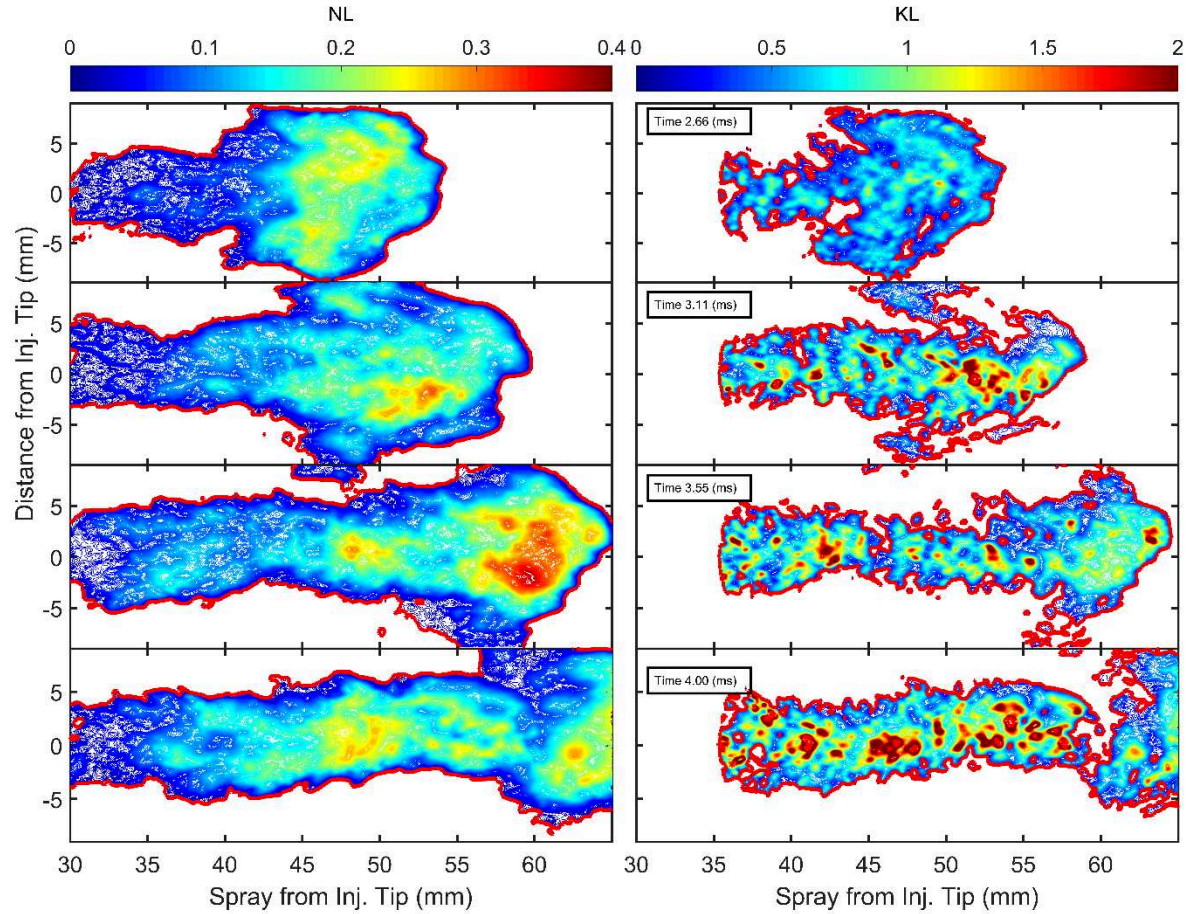 NL
KL
0 0.1 0.2 0.3 0.4
0 0.5 1 1.5 2
Distance from Inj. Tip (mm)
5
0
-5
Time 2.66 (ms)
5
0
-5
Time 3.11 (ms)
5
0
-5
Time 3.55 (ms)
5
0
-5
Time 4.00 (ms)
30 35 40 45 50 55 60
30 35 40 45 50 55 60 65
Spray from Inj. Tip (mm)
Spray from Inj. Tip (mm)